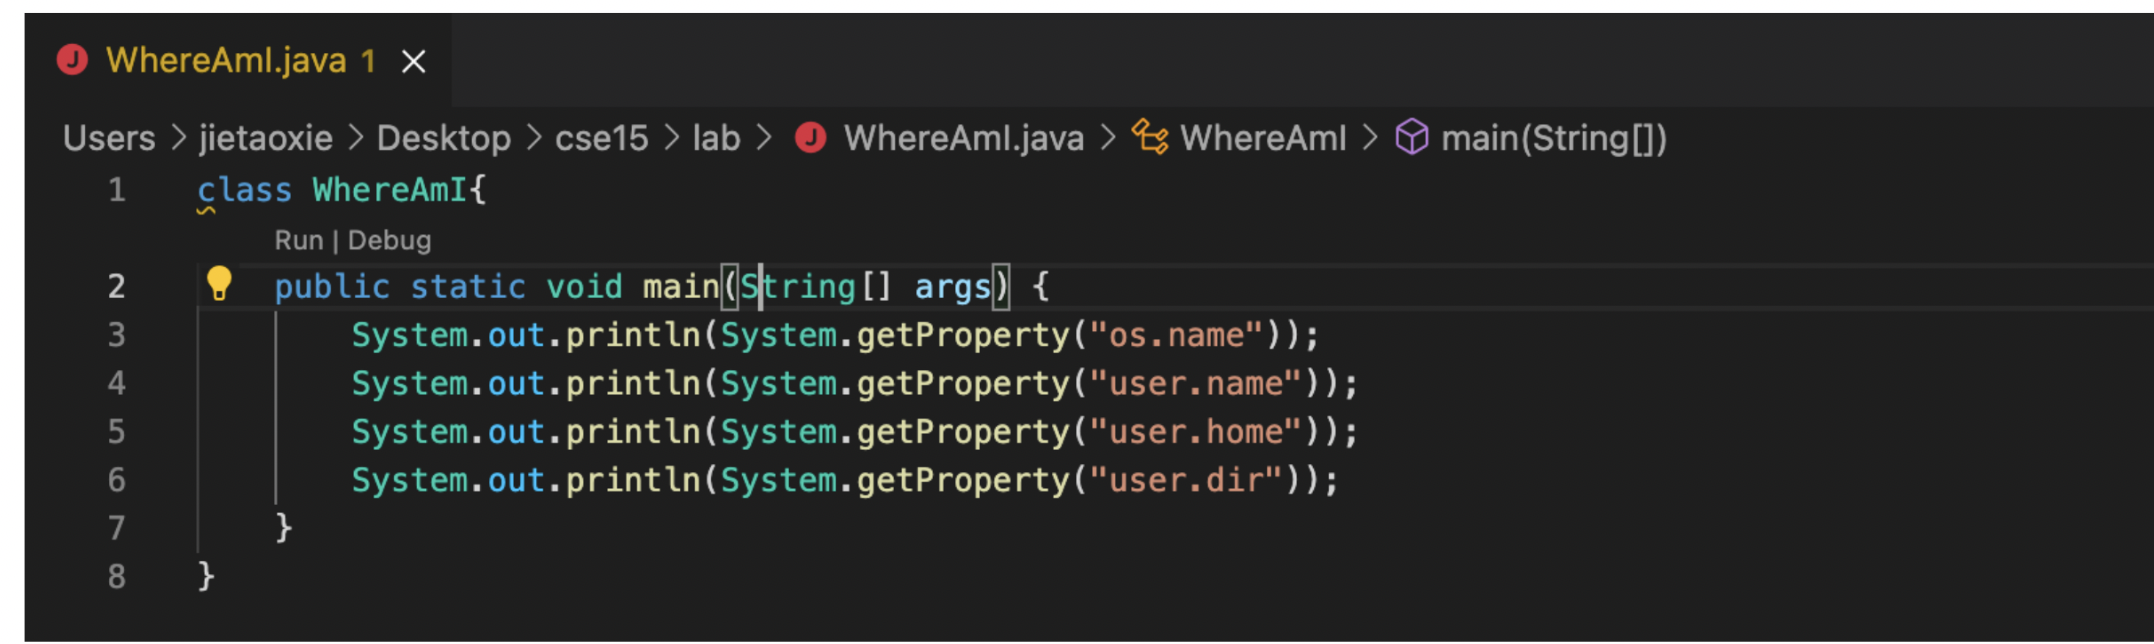 WhereAmI.java 1
Users > jietaoxie > Desktop > cse15 > lab > J WhereAmI.java > WhereAmI > main(String[])
1 class WhereAmI{
Run | Debug
2 public static void main(String[] args) {
3 System.out.println(System.getProperty("os.name"));
4 System.out.println(System.getProperty("user.name"));
5 System.out.println(System.getProperty("user.home"));
6 System.out.println(System.getProperty("user.dir"));
7 }
8 }